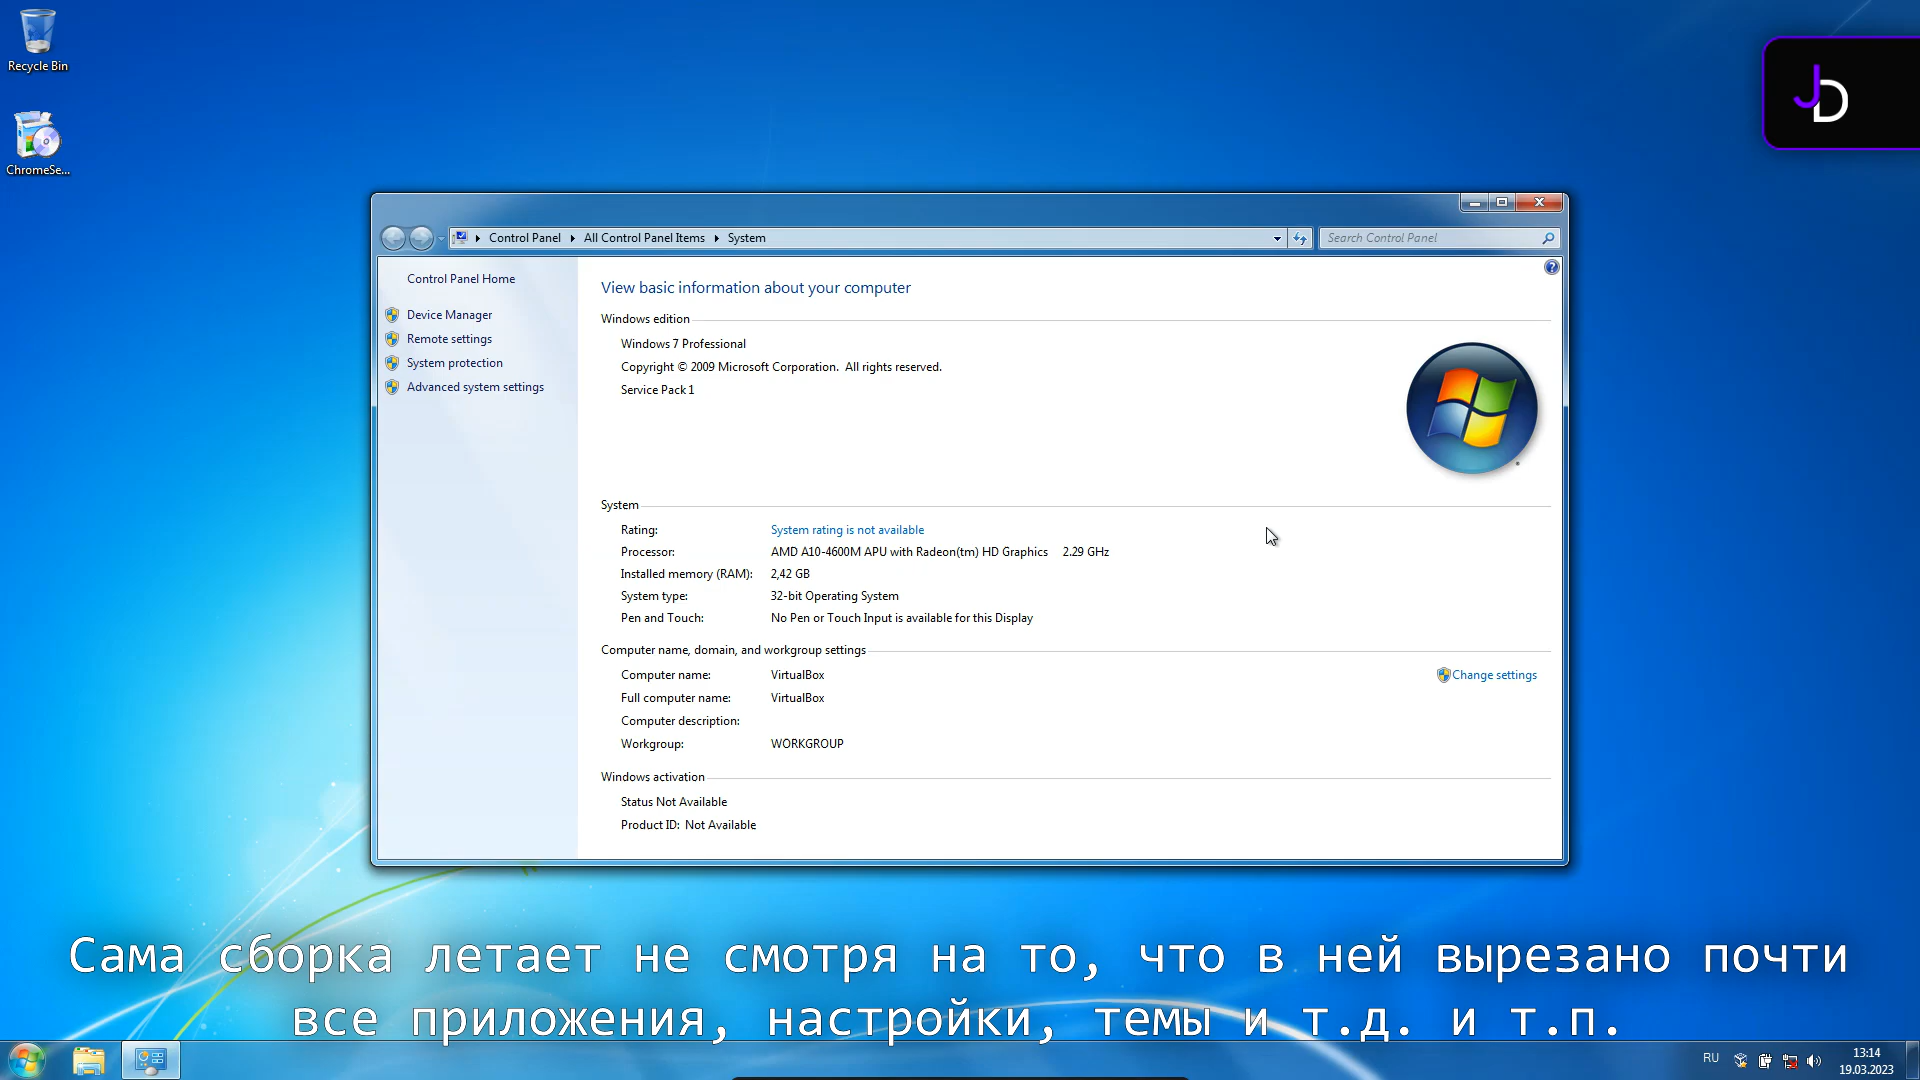 Recycle Bin
ChromeSe...
JD
Control Panel
All Control Panel Items
System
Search Control Panel
Control Panel Home
Device Manager
Remote settings
System protection
Advanced system settings
View basic information about your computer
Windows edition
Windows 7 Professional
Copyright © 2009 Microsoft Corporation.  All rights reserved.
Service Pack 1
System
Rating: System rating is not available
Processor: AMD A10-4600M APU with Radeon(tm) HD Graphics 2.29 GHz
Installed memory (RAM): 2,42 GB
System type: 32-bit Operating System
Pen and Touch: No Pen or Touch Input is available for this Display
Computer name, domain, and workgroup settings
Computer name: VirtualBox
Change settings
Full computer name: VirtualBox
Computer description:
Workgroup: WORKGROUP
Windows activation
Status Not Available
Product ID: Not Available
Сама сборка летает не смотря на то, что в ней вырезано почти
все приложения, настройки, темы и т.д. и т.п.
RU
13:14
19.03.2023